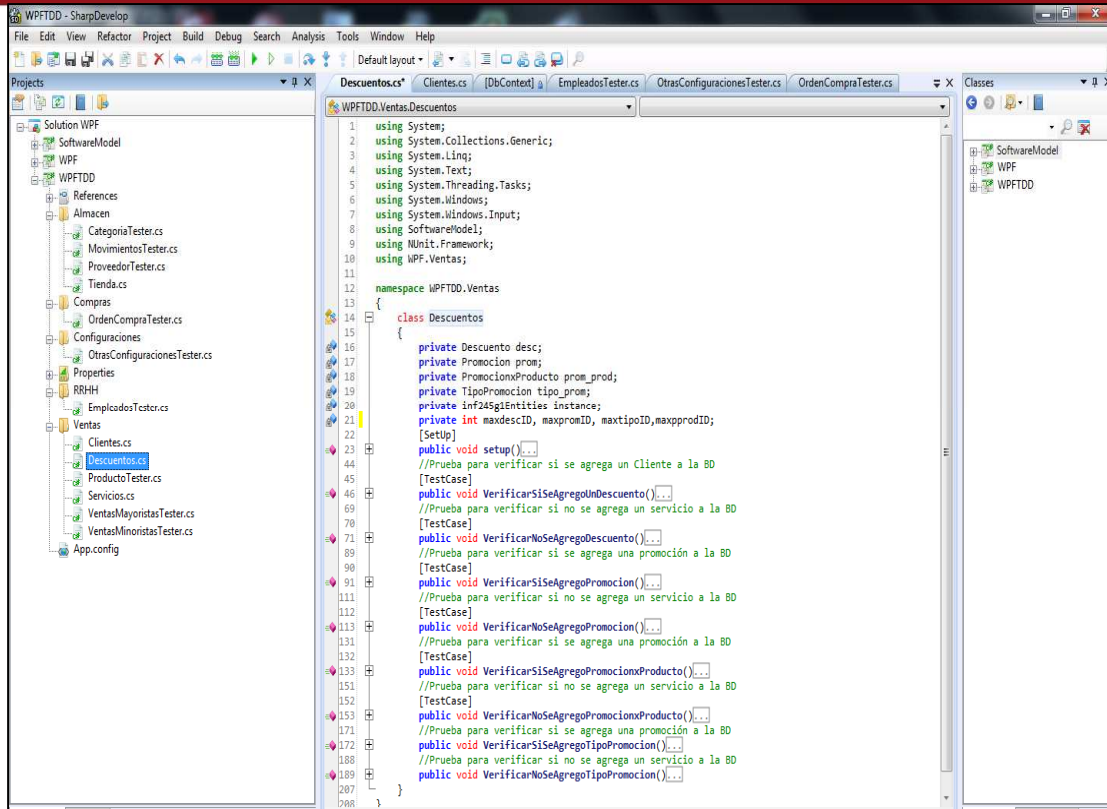 WPFTDD - SharpDevelop
File Edit View Refactor Project Build Debug Search Analysis Tools Window Help
Default layout
Projects
Solution WPF
SoftwareModel
WPF
WPFTDD
References
Almacen
CategoriaTester.cs
MovimientosTester.cs
ProveedorTester.cs
Tienda.cs
Compras
OrdenCompraTester.cs
Configuraciones
OtrasConfiguracionesTester.cs
Properties
RRHH
EmpleadosTester.cs
Ventas
Clientes.cs
Descuentos.cs
ProductoTester.cs
Servicios.cs
VentasMayoristasTester.cs
VentasMinoristasTester.cs
App.config
Descuentos.cs* Clientes.cs [DbContext] EmpleadosTester.cs OtrasConfiguracionesTester.cs OrdenCompraTester.cs
WPFTDD.Ventas.Descuentos
1 using System;
2 using System.Collections.Generic;
3 using System.Linq;
4 using System.Text;
5 using System.Threading.Tasks;
6 using System.Windows;
7 using System.Windows.Input;
8 using SoftwareModel;
9 using NUnit.Framework;
10 using WPF.Ventas;
11
12 namespace WPFTDD.Ventas
13 {
14 class Descuentos
15 {
16 private Descuento desc;
17 private Promocion prom;
18 private PromocionxProducto prom_prod;
19 private TipoPromocion tipo_prom;
20 private inf245g1Entities instance;
21 private int maxdescID, maxpromID, maxtipoID,maxpprodID;
22 [SetUp]
23 public void setup()...
44 //Prueba para verificar si se agrega un Cliente a la BD
45 [TestCase]
46 public void VerificarSiSeAgregoUnDescuento()...
69 //Prueba para verificar si no se agrega un servicio a la BD
70 [TestCase]
71 public void VerificarNoSeAgregoDescuento()...
89 //Prueba para verificar si se agrega una promoción a la BD
90 [TestCase]
91 public void VerificarSiSeAgregoPromocion()...
111 //Prueba para verificar si no se agrega un servicio a la BD
112 [TestCase]
113 public void VerificarNoSeAgregoPromocion()...
131 //Prueba para verificar si se agrega una promoción a la BD
132 [TestCase]
133 public void VerificarSiSeAgregoPromocionxProducto()...
151 //Prueba para verificar si no se agrega un servicio a la BD
152 [TestCase]
153 public void VerificarNoSeAgregoPromocionxProducto()...
171 //Prueba para verificar si se agrega una promoción a la BD
172 public void VerificarSiSeAgregoTipoPromocion()...
188 //Prueba para verificar si no se agrega un servicio a la BD
189 public void VerificarNoSeAgregoTipoPromocion()...
207 }
208 }
Classes
SoftwareModel
WPF
WPFTDD